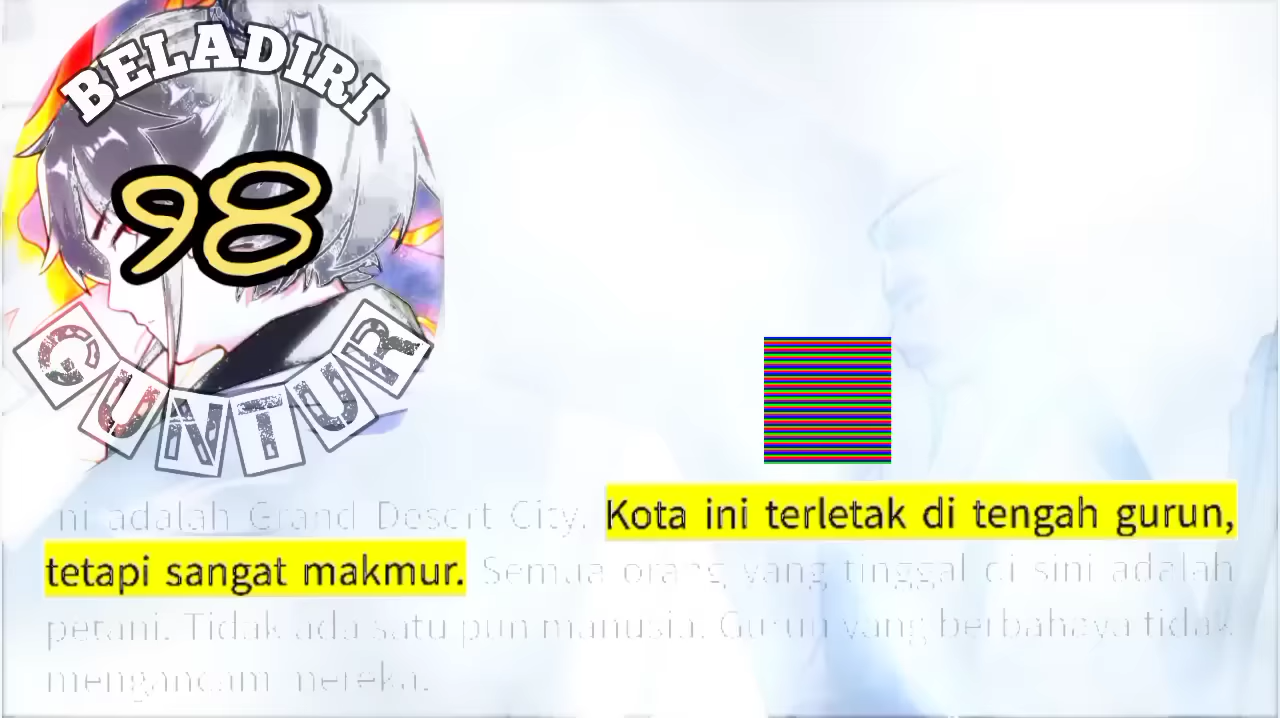 BELADIRI
98
GUNTUR
ni adalah Grand Desert City. Kota ini terletak di tengah gurun,
tetapi sangat makmur. Semua orang yang tinggal di sini adalah
petani. Tidak ada satu pun manusia. Gurun yang berbahaya tidak
mengancam mereka.